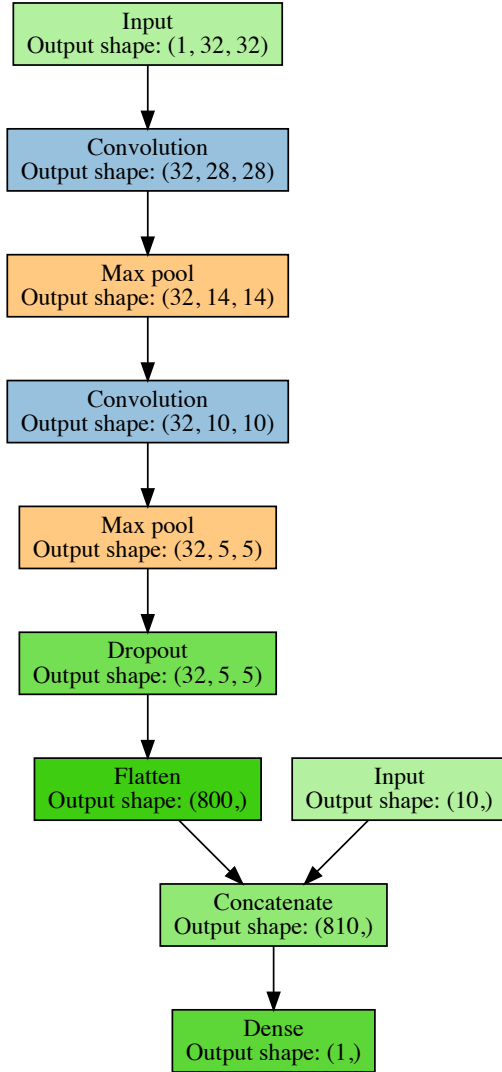 Input
Output shape: (1, 32, 32)
Convolution
Output shape: (32, 28, 28)
Max pool
Output shape: (32, 14, 14)
Convolution
Output shape: (32, 10, 10)
Max pool
Output shape: (32, 5, 5)
Dropout
Output shape: (32, 5, 5)
Flatten
Output shape: (800,)
Input
Output shape: (10,)
Concatenate
Output shape: (810,)
Dense
Output shape: (1,)